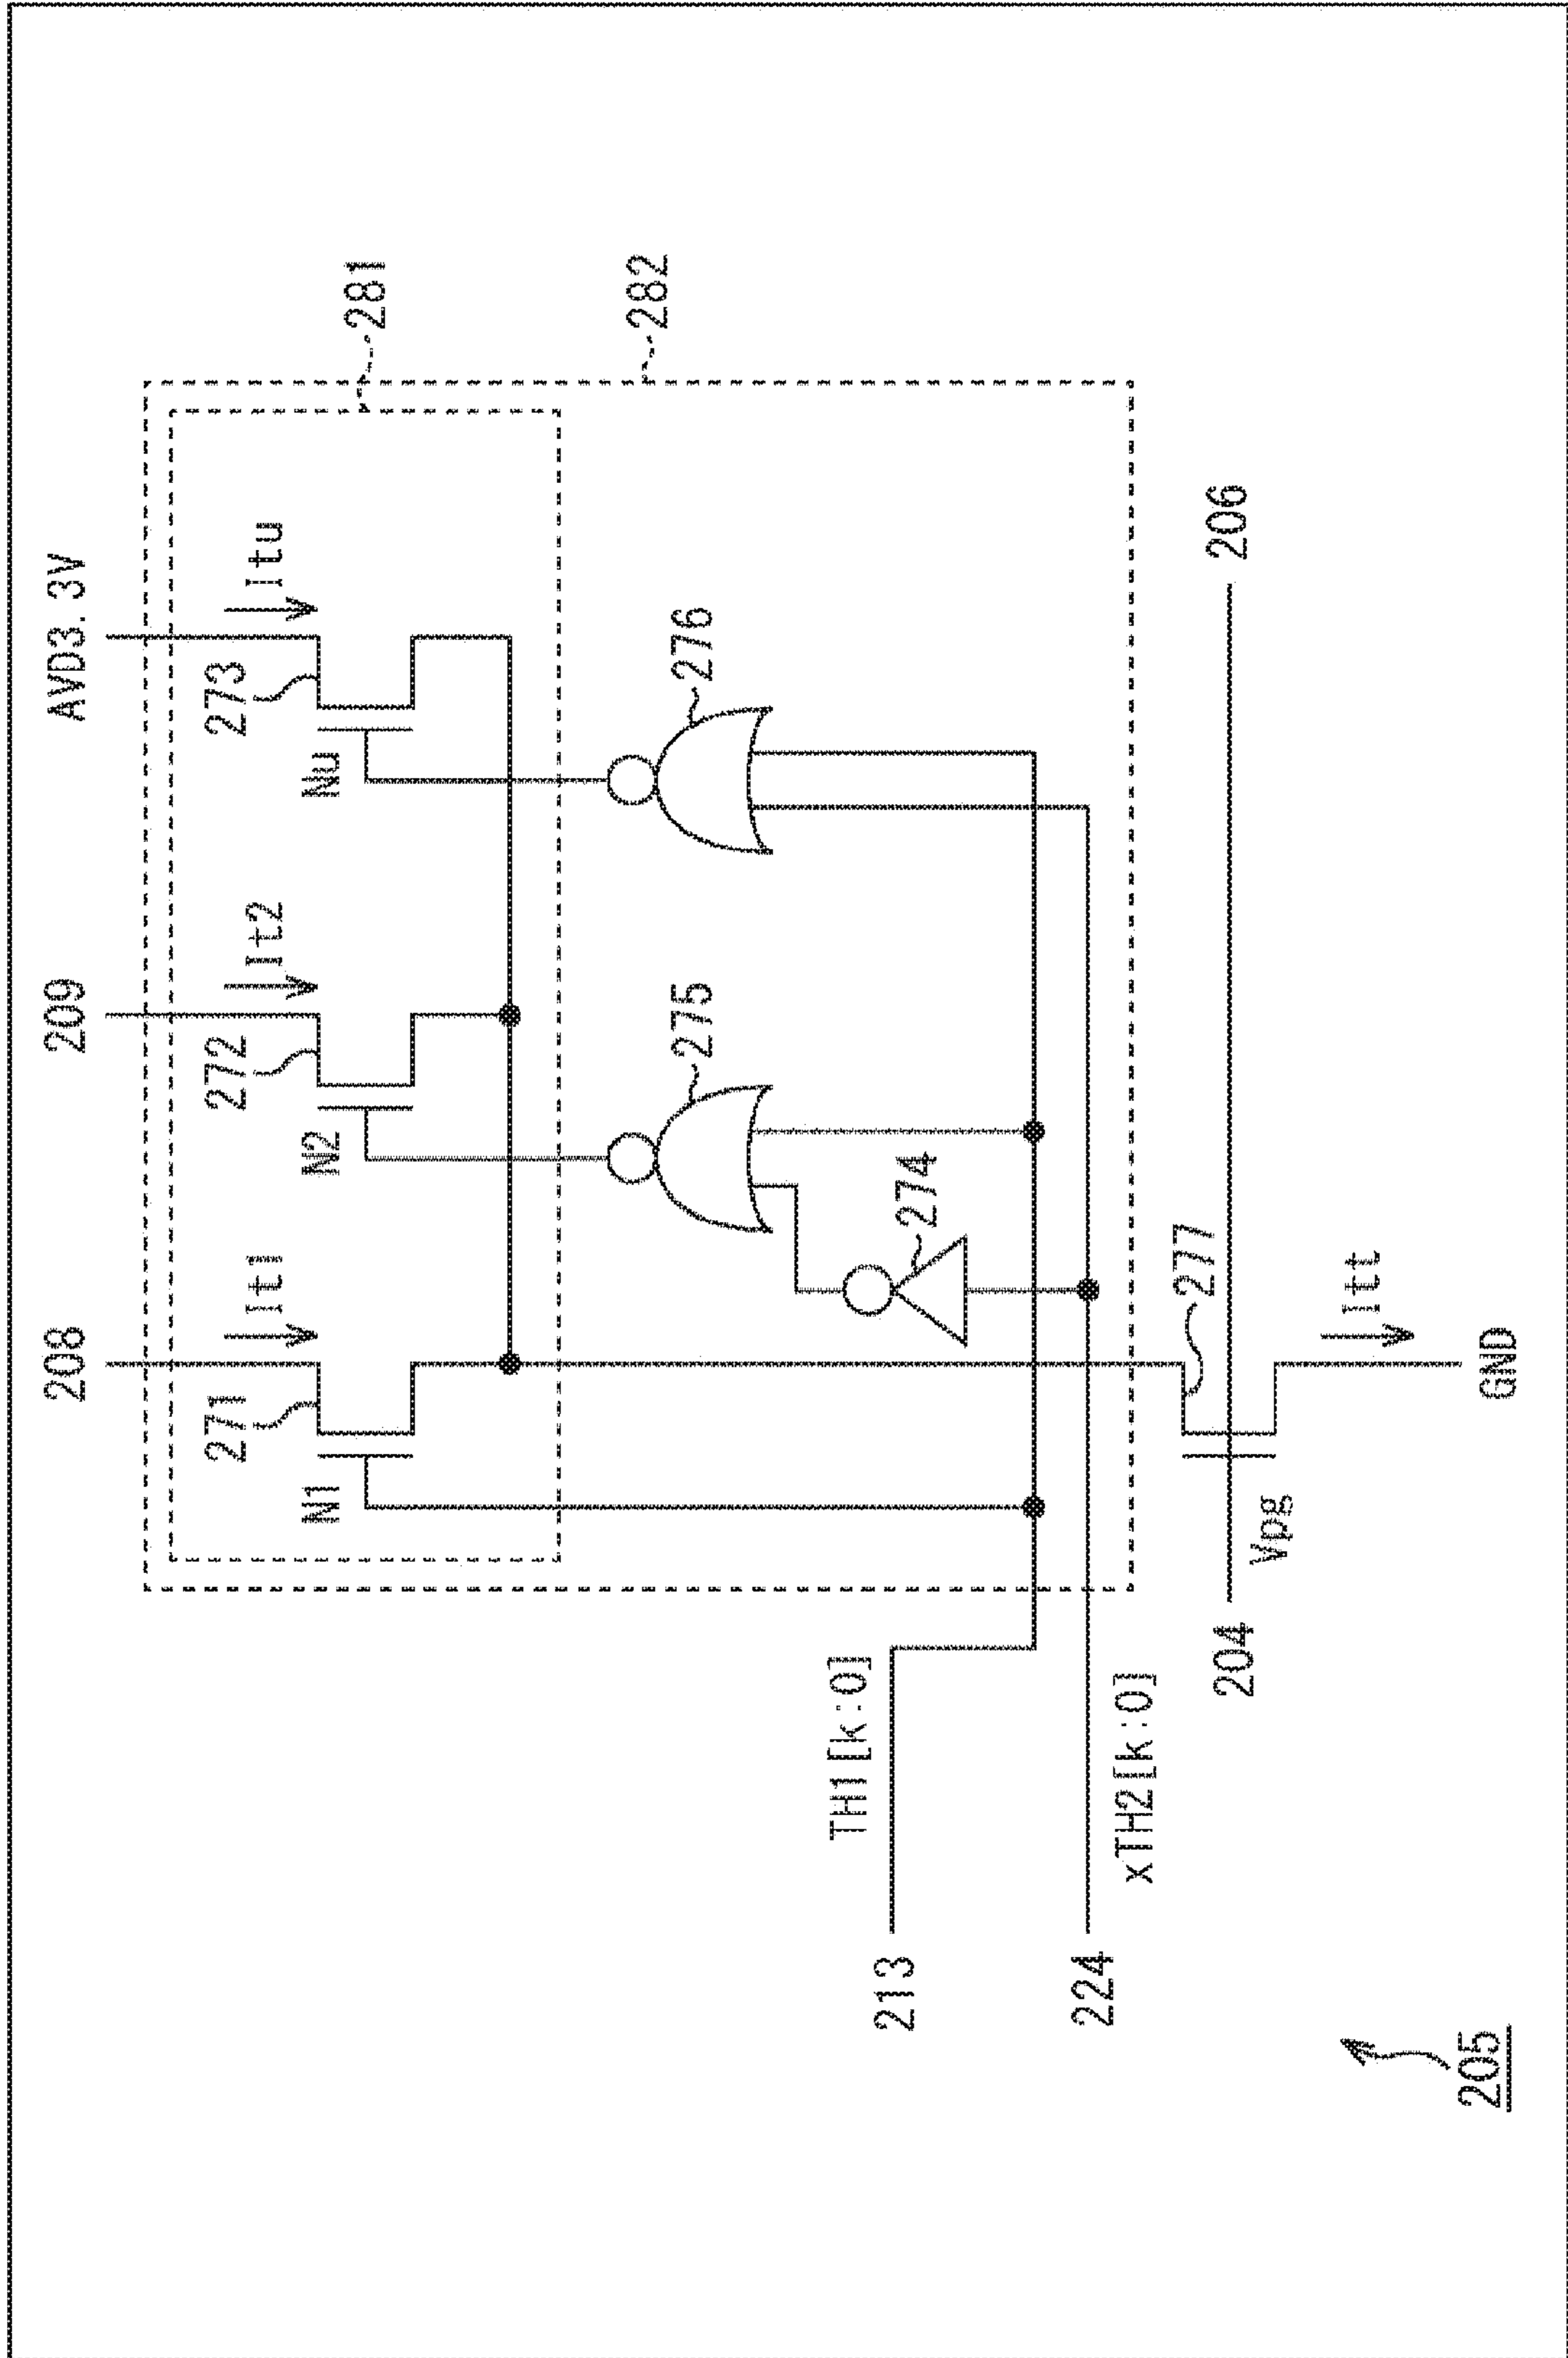 208
209
AVD3. 3V
It1
It2
Itu
271
272
273
N1
N2
Nu
281
275
276
282
274
TH1[k:0]
213
xTH2[k:0]
224
277
204
206
Vpg
Itt
GND
205